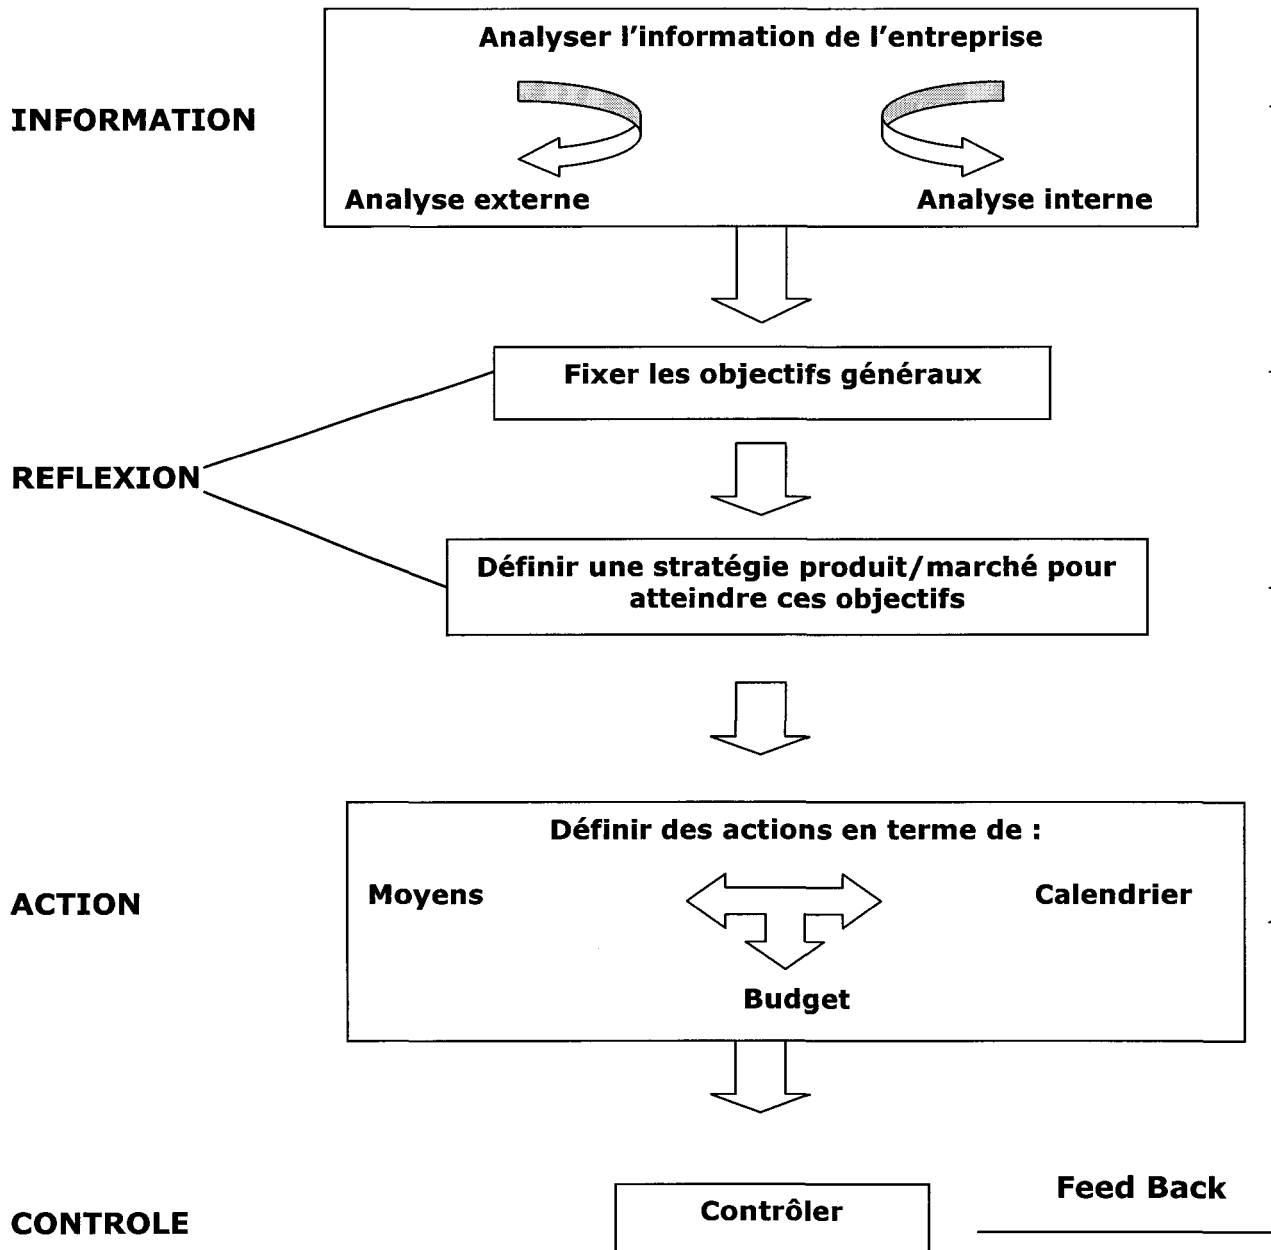 Analyser l'information de l'entreprise
INFORMATION
Analyse externe
Analyse interne
Fixer les objectifs généraux
REFLEXION
Définir une stratégie produit/marché pour
atteindre ces objectifs
Définir des actions en terme de :
Moyens
Calendrier
ACTION
Budget
Feed Back
Contrôler
CONTROLE